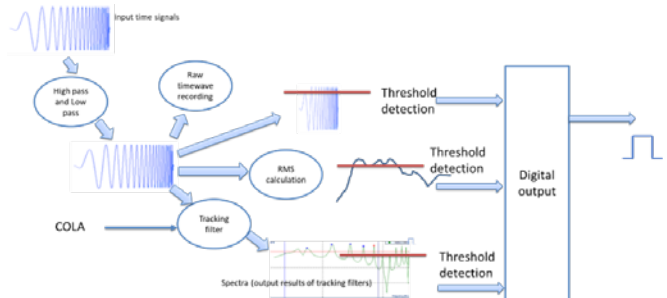 Input time signals
High pass
and Low
pass
Raw
timewave
recording
Threshold
detection
RMS
calculation
Threshold
detection
Digital
output
COLA
Tracking
filter
Threshold
detection
Spectra (output results of tracking filters)